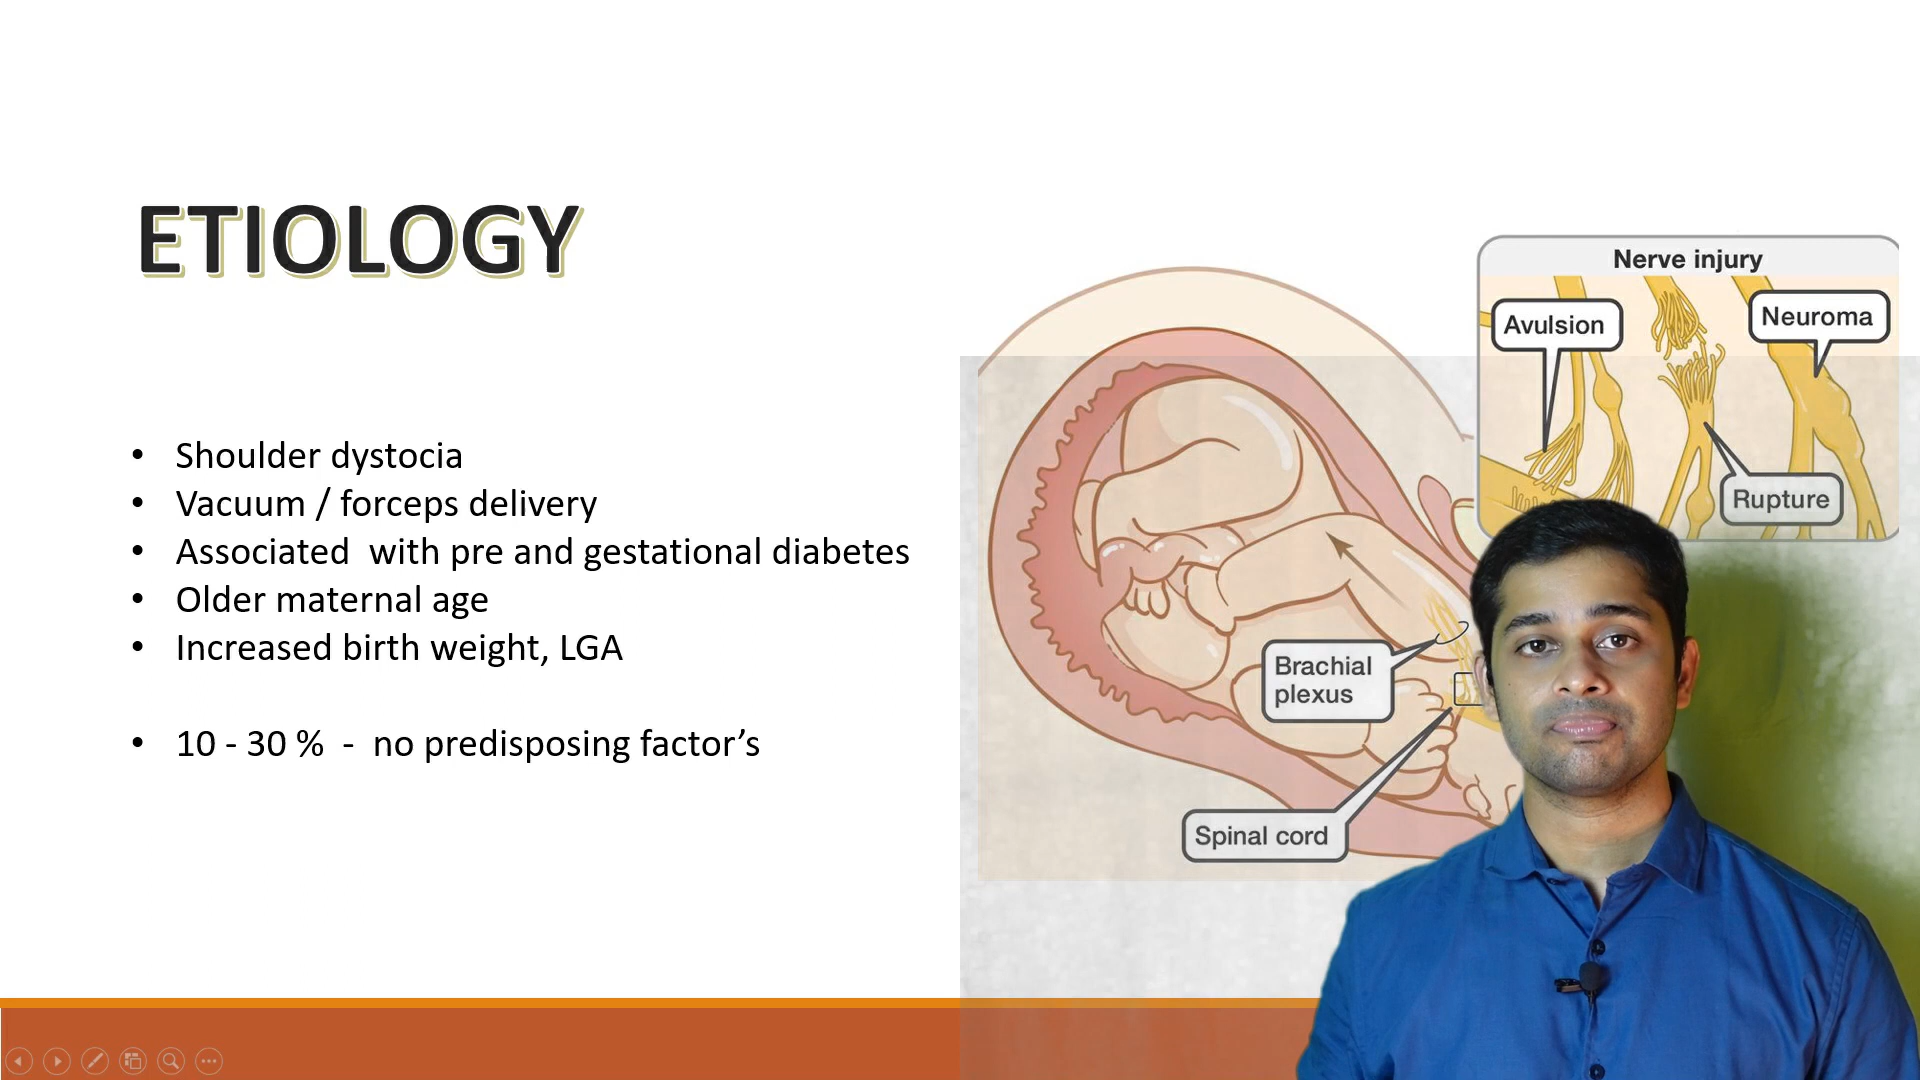 ETIOLOGY
• Shoulder dystocia
• Vacuum / forceps delivery
• Associated  with pre and gestational diabetes
• Older maternal age
• Increased birth weight, LGA
• 10 - 30 %  -  no predisposing factor’s
Nerve injury
Avulsion
Neuroma
Rupture
Brachial
plexus
Spinal cord